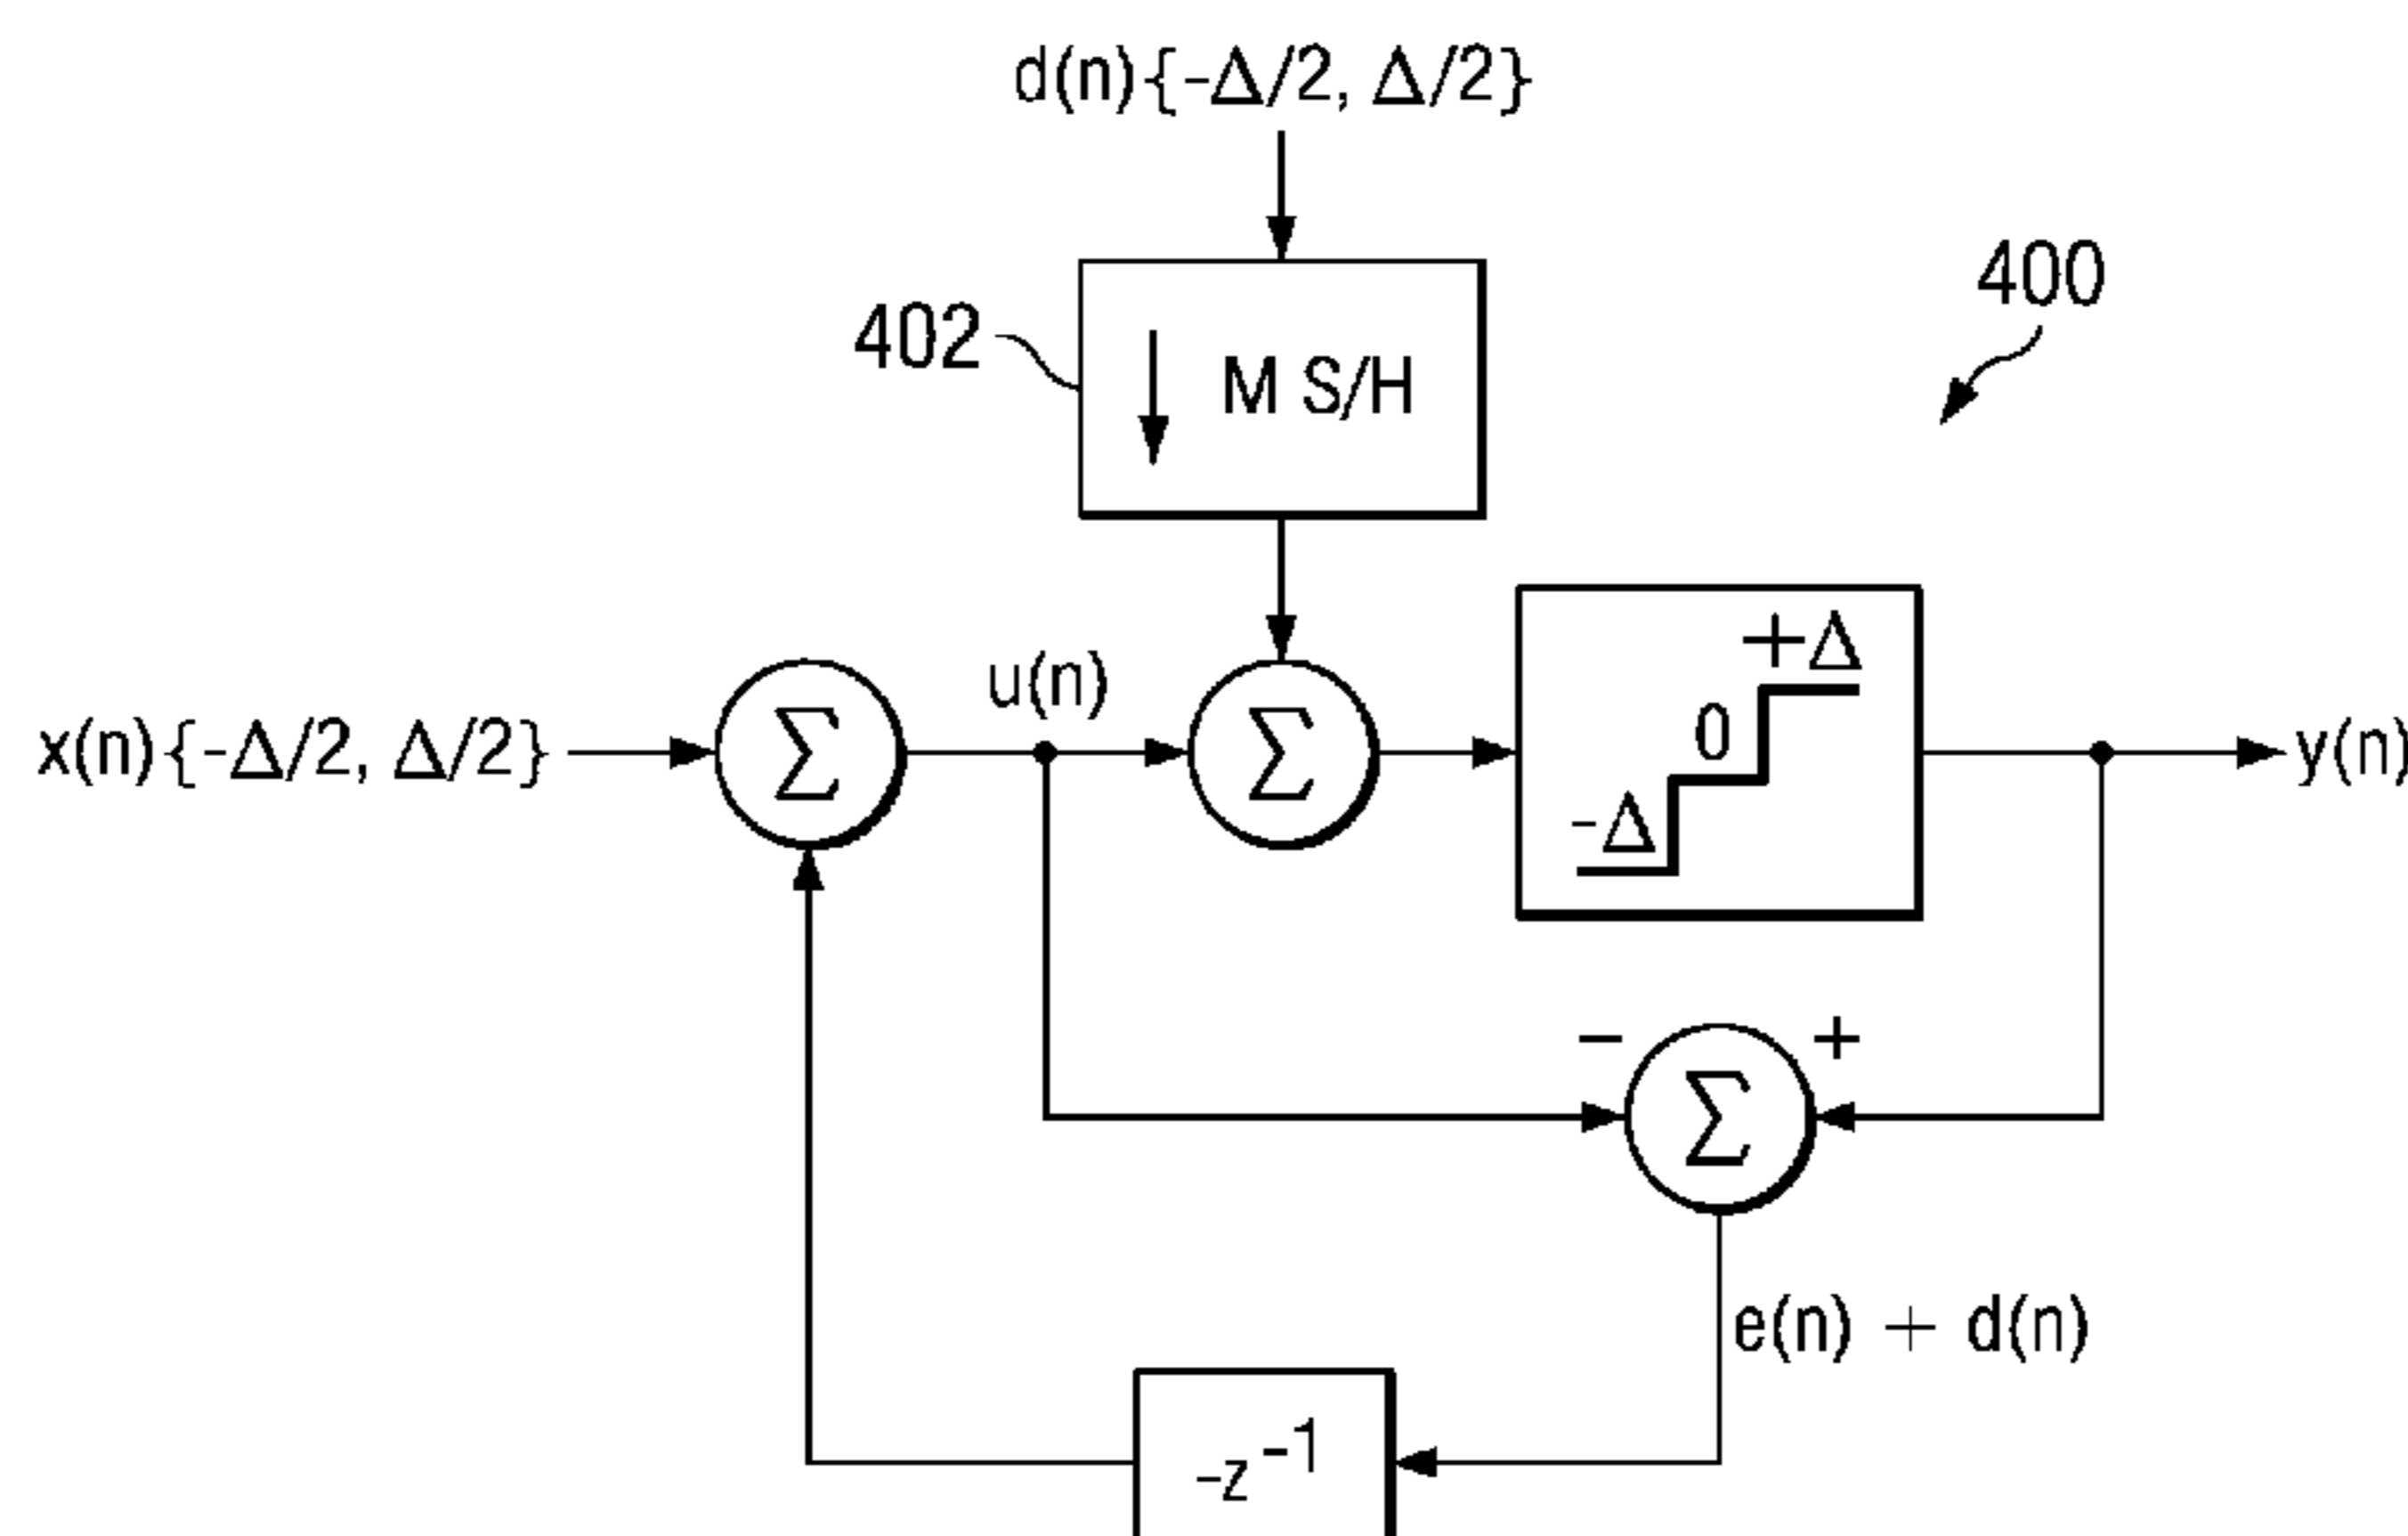 d(n){-Δ/2, Δ/2}
400
402
M S/H
+Δ
u(n)
0
x(n){-Δ/2, Δ/2}
Σ
Σ
y(n)
-Δ
− +
Σ
e(n) + d(n)
-z⁻¹